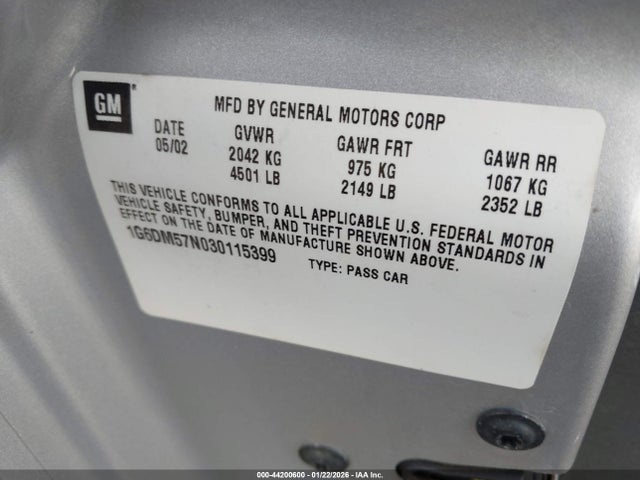 GM ®
MFD BY GENERAL MOTORS CORP
DATE GVWR GAWR FRT GAWR RR
05/02 2042 KG 975 KG 1067 KG
4501 LB 2149 LB 2352 LB
THIS VEHICLE CONFORMS TO ALL APPLICABLE U.S. FEDERAL MOTOR
VEHICLE SAFETY, BUMPER, AND THEFT PREVENTION STANDARDS IN
EFFECT ON THE DATE OF MANUFACTURE SHOWN ABOVE.
1G6DM57N030115399 TYPE: PASS CAR
000-44200600 - 01/22/2026 - IAA Inc.